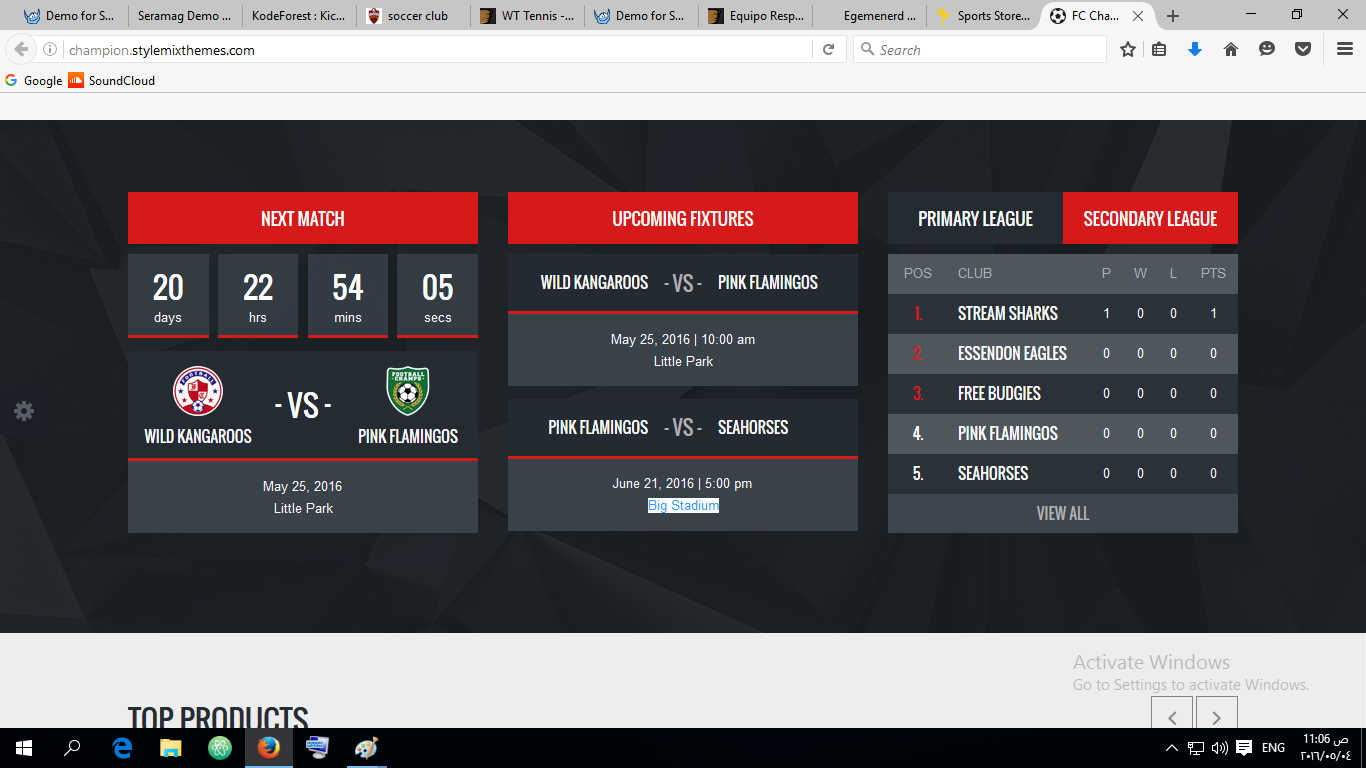 Demo for S... Seramag Demo ... KodeForest : Kic... soccer club WT Tennis -... Demo for S... Equipo Resp... Egemenerd ... Sports Store... FC Cha...
champion.stylemixthemes.com
Search
Google SoundCloud
NEXT MATCH
20 22 54 05
days hrs mins secs
FOOTBALL
FOOTBALL CHAMPS
- VS -
WILD KANGAROOS PINK FLAMINGOS
May 25, 2016
Little Park
UPCOMING FIXTURES
WILD KANGAROOS - VS - PINK FLAMINGOS
May 25, 2016 | 10:00 am
Little Park
PINK FLAMINGOS - VS - SEAHORSES
June 21, 2016 | 5:00 pm
Big Stadium
PRIMARY LEAGUE SECONDARY LEAGUE
POS CLUB P W L PTS
1. STREAM SHARKS 1 0 0 1
2. ESSENDON EAGLES 0 0 0 0
3. FREE BUDGIES 0 0 0 0
4. PINK FLAMINGOS 0 0 0 0
5. SEAHORSES 0 0 0 0
VIEW ALL
Activate Windows
Go to Settings to activate Windows.
TOP PRODUCTS
ENG
11:06 ص
٢٠١٦/٠٥/٠٤